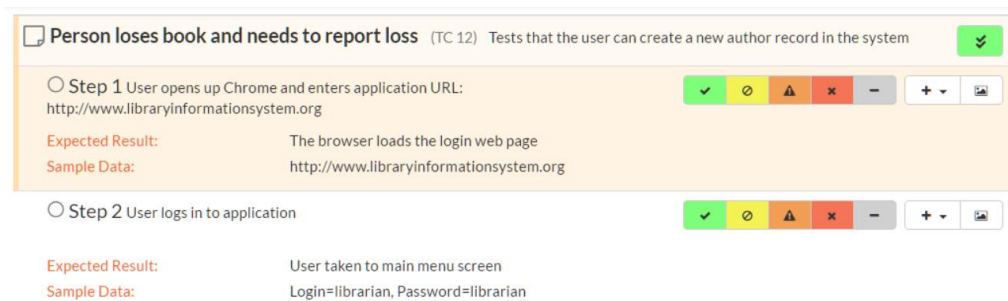 Person loses book and needs to report loss (TC 12) Tests that the user can create a new author record in the system
Step 1 User opens up Chrome and enters application URL:
http://www.libraryinformationsystem.org
Expected Result: The browser loads the login web page
Sample Data: http://www.libraryinformationsystem.org
Step 2 User logs in to application
Expected Result: User taken to main menu screen
Sample Data: Login=librarian, Password=librarian